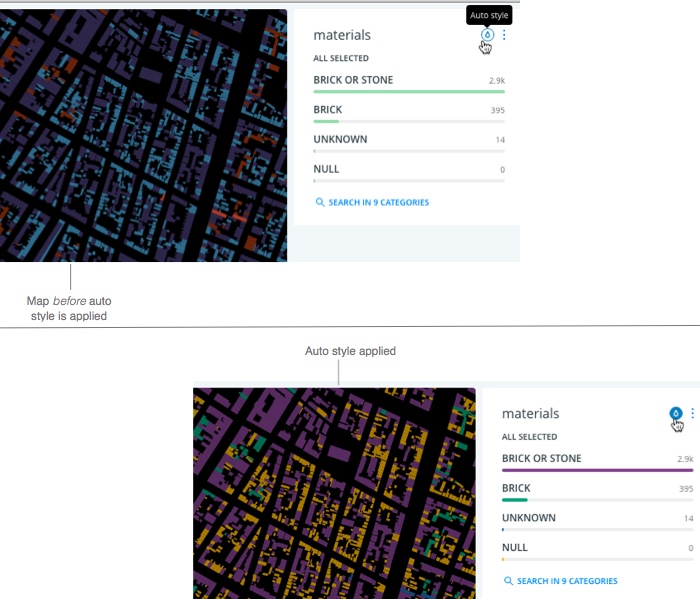 Auto style
materials
ALL SELECTED
BRICK OR STONE 2.9k
BRICK 395
UNKNOWN 14
NULL 0
SEARCH IN 9 CATEGORIES
Map before auto
style is applied
Auto style applied
materials
ALL SELECTED
BRICK OR STONE 2.9k
BRICK 395
UNKNOWN 14
NULL 0
SEARCH IN 9 CATEGORIES